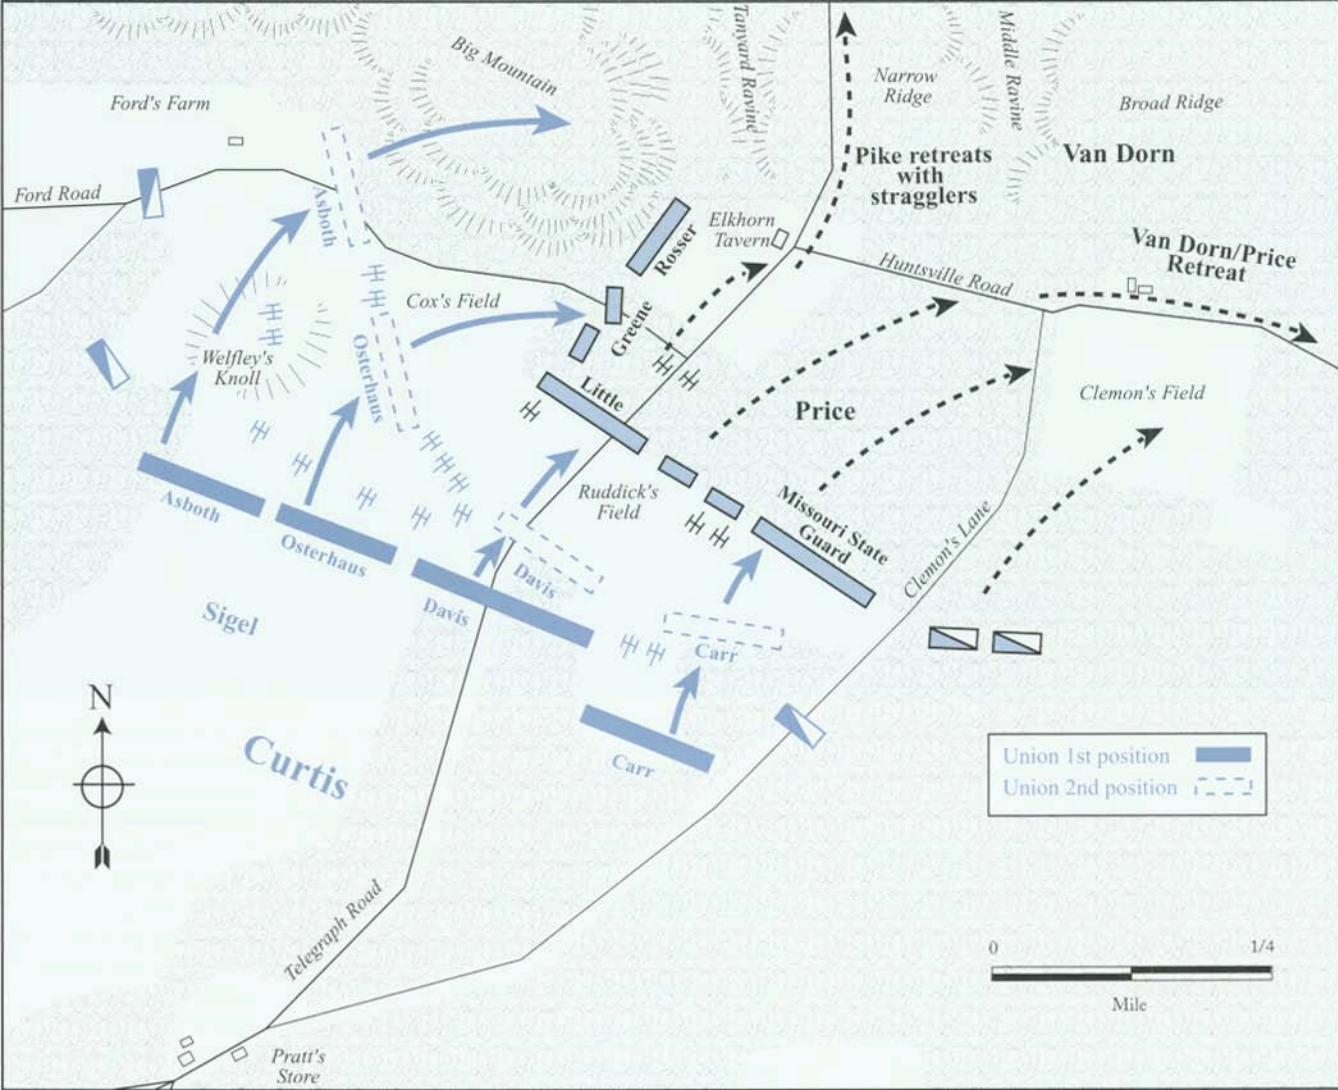 Big Mountain
Tanyard Ravine
Narrow
Ridge
Middle Ravine
Broad Ridge
Ford's Farm
Ford Road
Asboth
Pike retreats
with
stragglers
Van Dorn
Elkhorn
Tavern
Rosser
Huntsville Road
Van Dorn/Price
Retreat
Cox's Field
Greene
Welfley's
Knoll
Osterhaus
Little
Price
Clemon's Field
Ruddick's
Field
Missouri State
Guard
Clemon's Lane
Asboth
Osterhaus
Davis
Davis
Sigel
Carr
Carr
N
Curtis
Union 1st position
Union 2nd position
Telegraph Road
0 1/4
Mile
Pratt's
Store